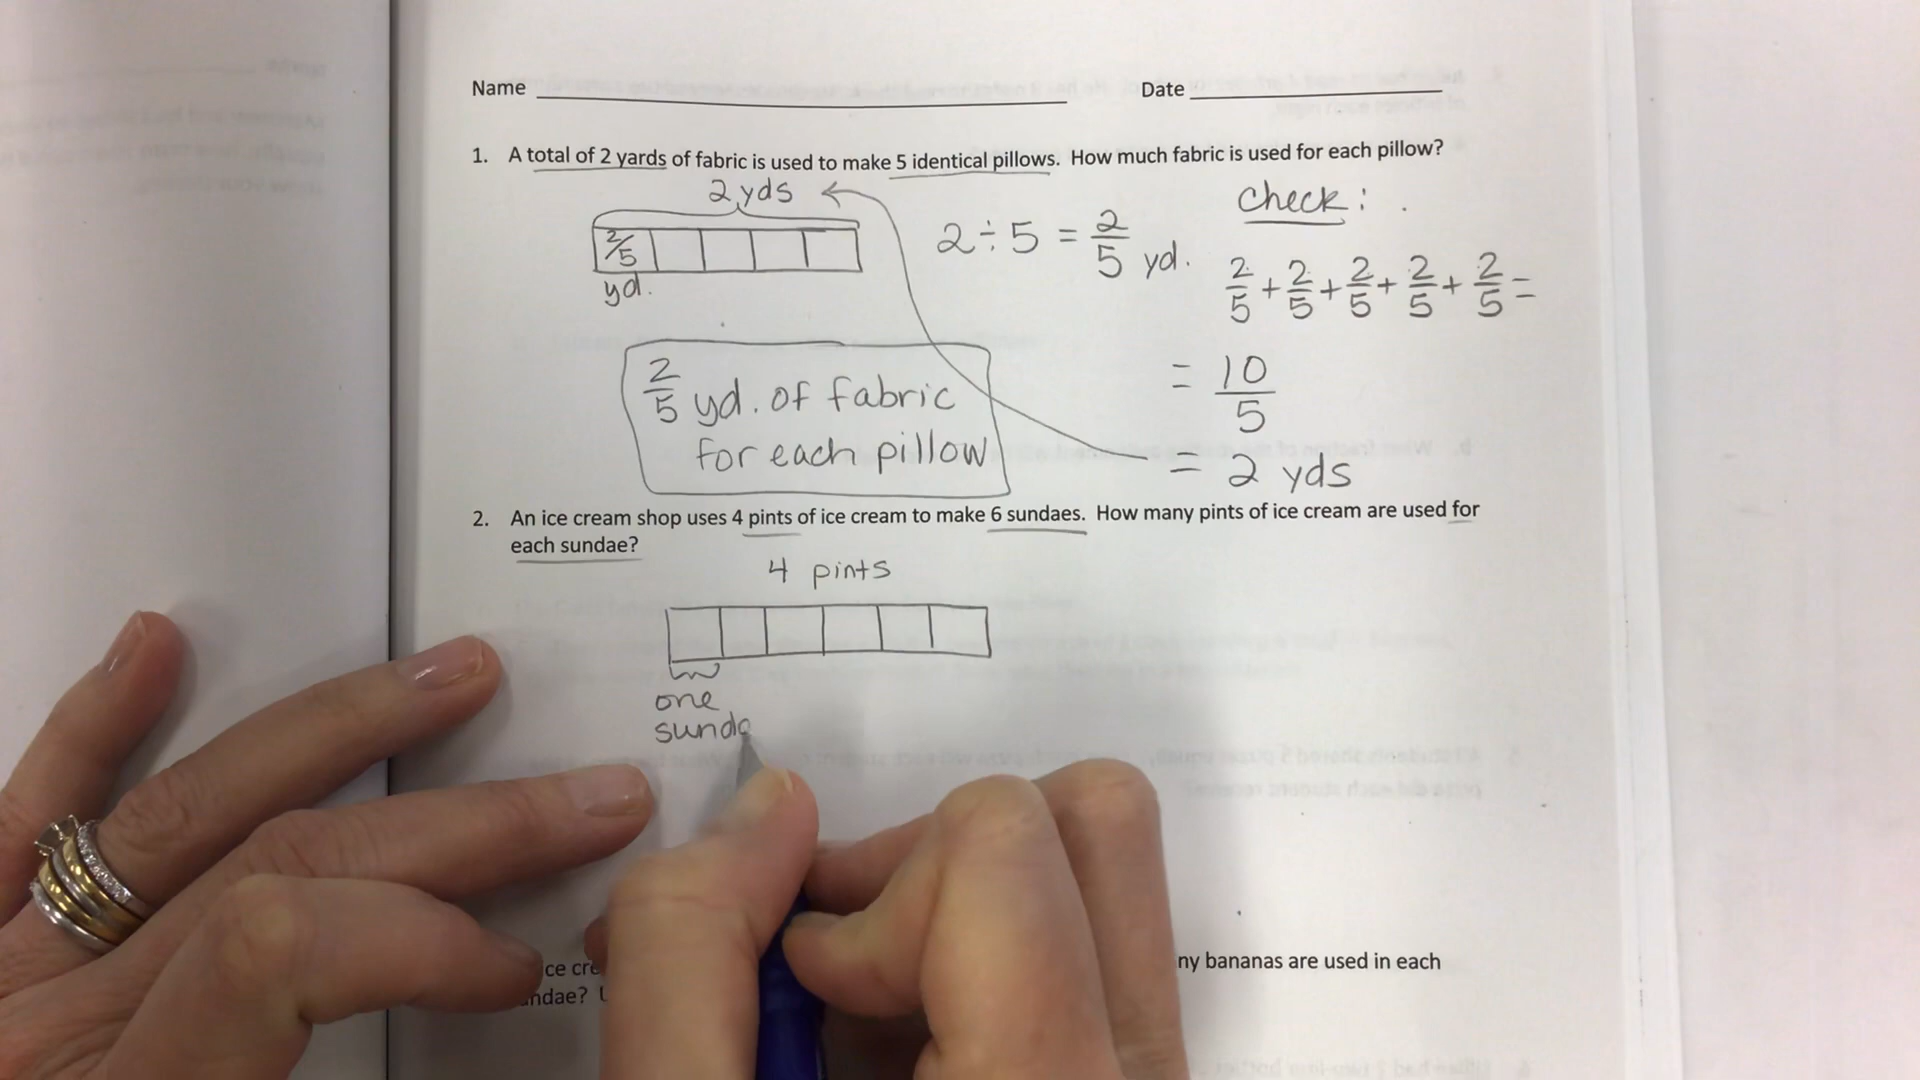 Name Date
1. A total of 2 yards of fabric is used to make 5 identical pillows. How much fabric is used for each pillow?
2 yds
2/5
yd.
2 ÷ 5 = 2/5 yd.
check:
2/5 + 2/5 + 2/5 + 2/5 + 2/5 =
= 10/5
= 2 yds
2/5 yd. of fabric
for each pillow
2. An ice cream shop uses 4 pints of ice cream to make 6 sundaes. How many pints of ice cream are used for
each sundae?
4 pints
one
sunda
ny bananas are used in each